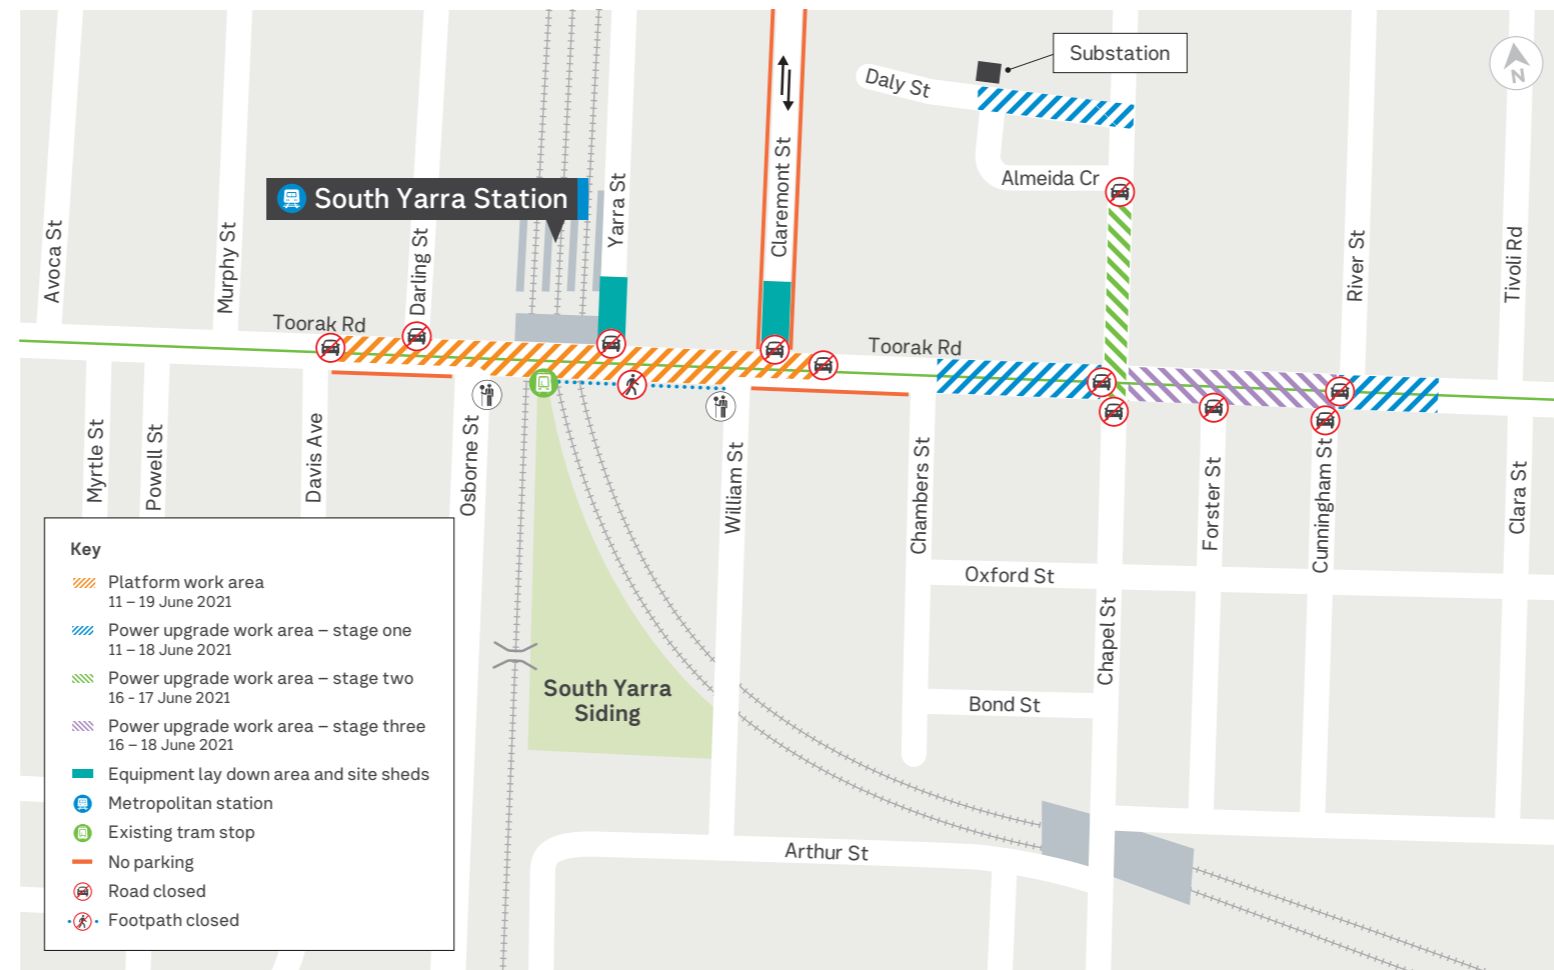 Substation
N
Daly St
Almeida Cr
South Yarra Station
Yarra St
Claremont St
Avoca St
Murphy St
Darling St
River St
Tivoli Rd
Toorak Rd
Toorak Rd
Myrtle St
Powell St
Davis Ave
Osborne St
William St
Chambers St
Forster St
Cunningham St
Clara St
Oxford St
Chapel St
Bond St
South Yarra
Siding
Arthur St
Key
Platform work area
11 – 19 June 2021
Power upgrade work area – stage one
11 – 18 June 2021
Power upgrade work area – stage two
16 - 17 June 2021
Power upgrade work area – stage three
16 – 18 June 2021
Equipment lay down area and site sheds
Metropolitan station
Existing tram stop
No parking
Road closed
Footpath closed